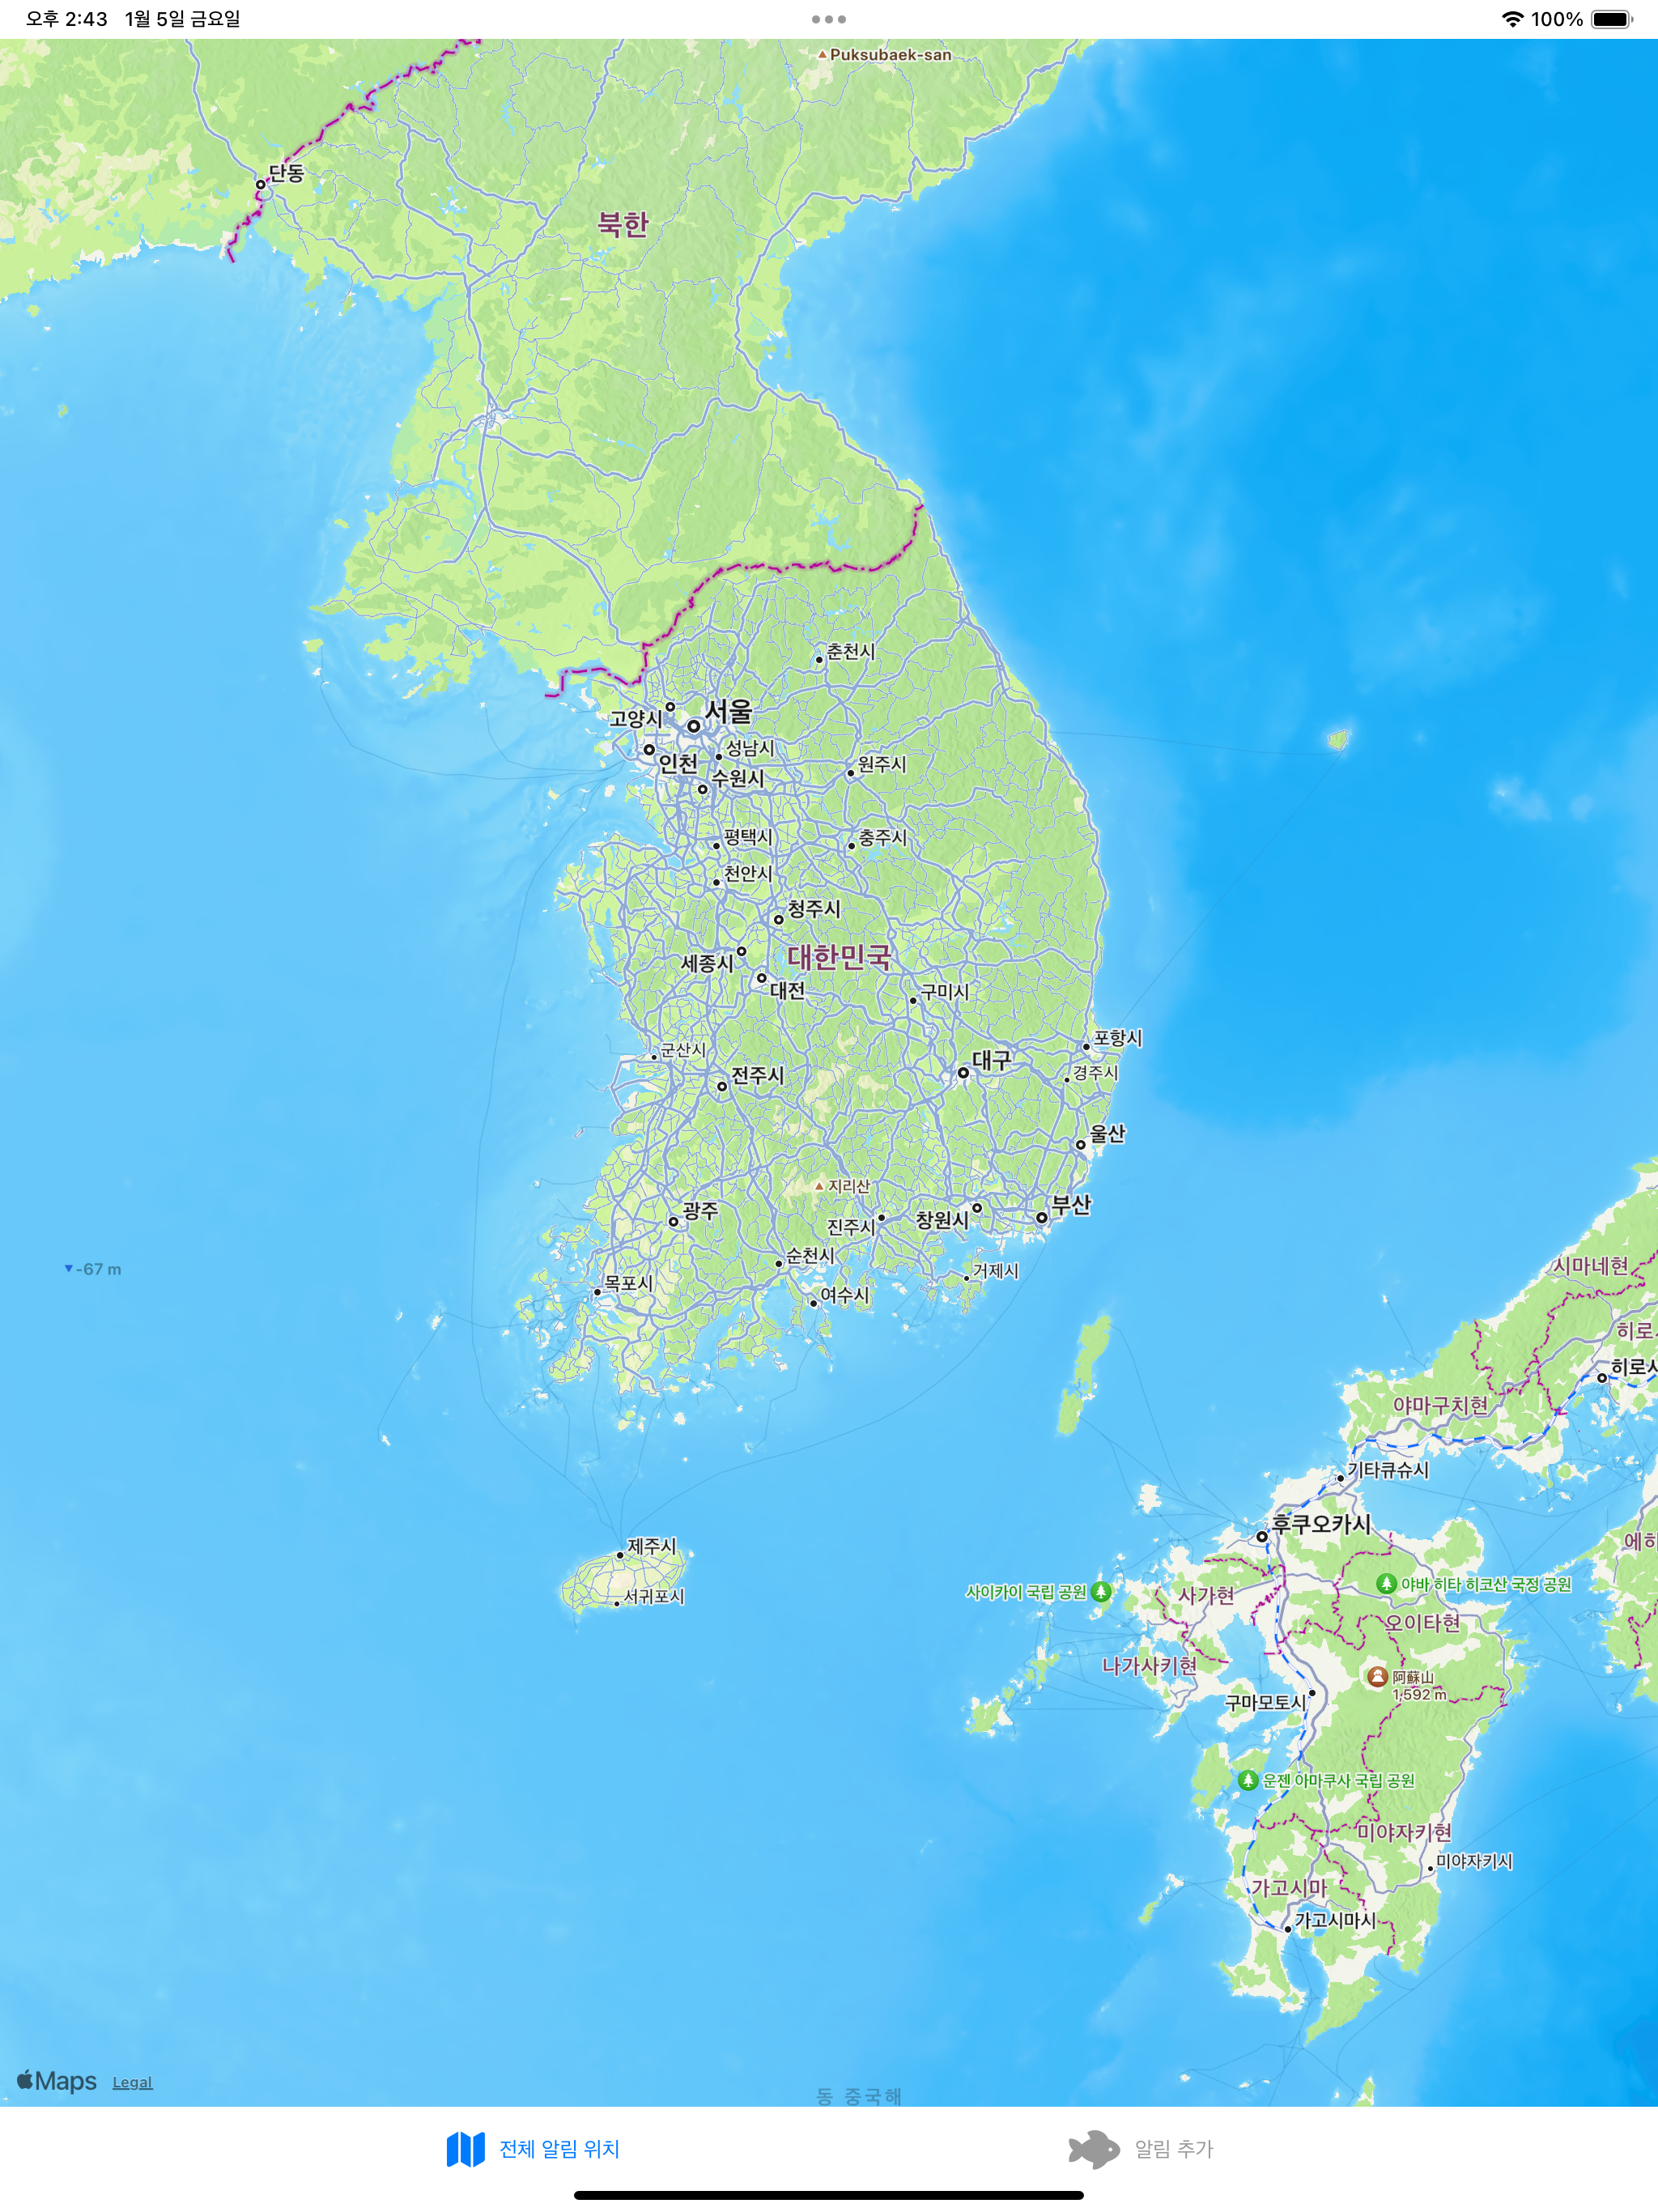 오후 2:43 1월 5일 금요일
100%
Puksubaek-san
단동
북한
춘천시
고양시
서울
인천
성남시
수원시
원주시
평택시
충주시
천안시
청주시
세종시
대한민국
대전
구미시
포항시
군산시
전주시
대구
경주시
울산
지리산
광주
진주시
창원시
부산
순천시
거제시
-67 m
목포시
여수시
시마네현
히로
야마구치현
기타큐슈시
후쿠오카시
제주시
서귀포시
사이카이 국립 공원
사가현
야바 히타 히코산 국정 공원
오이타현
나가사키현
阿蘇山
1,592 m
구마모토시
운젠 아마쿠사 국립 공원
미야자키현
미야자키시
가고시마
가고시마시
Maps Legal
동 중국해
전체 알림 위치
알림 추가